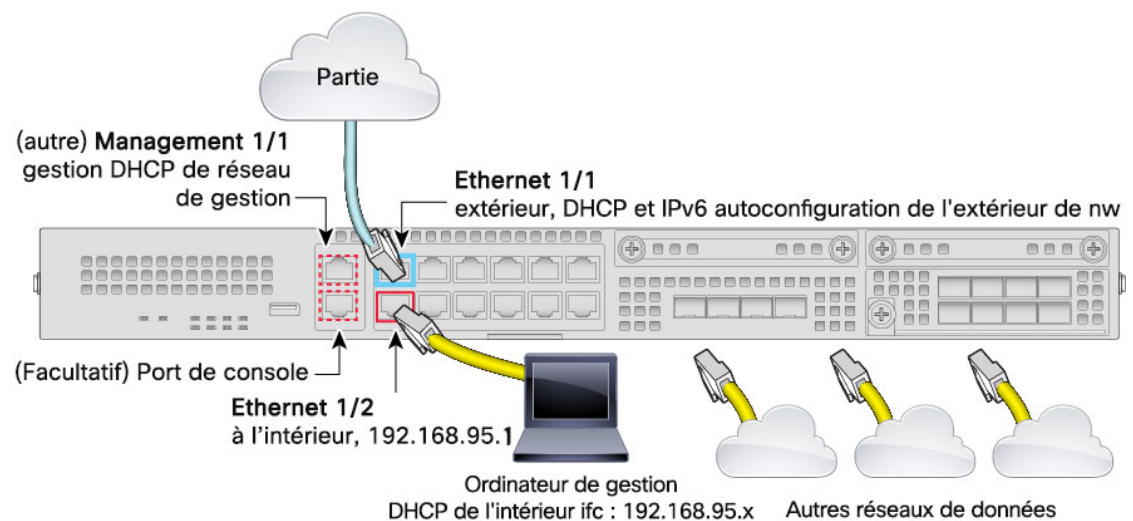 Partie
(autre) Management 1/1
gestion DHCP de réseau
de gestion
Ethernet 1/1
extérieur, DHCP et IPv6 autoconfiguration de l'extérieur de nw
(Facultatif) Port de console
Ethernet 1/2
à l'intérieur, 192.168.95.1
Ordinateur de gestion
DHCP de l'intérieur ifc : 192.168.95.x
Autres réseaux de données